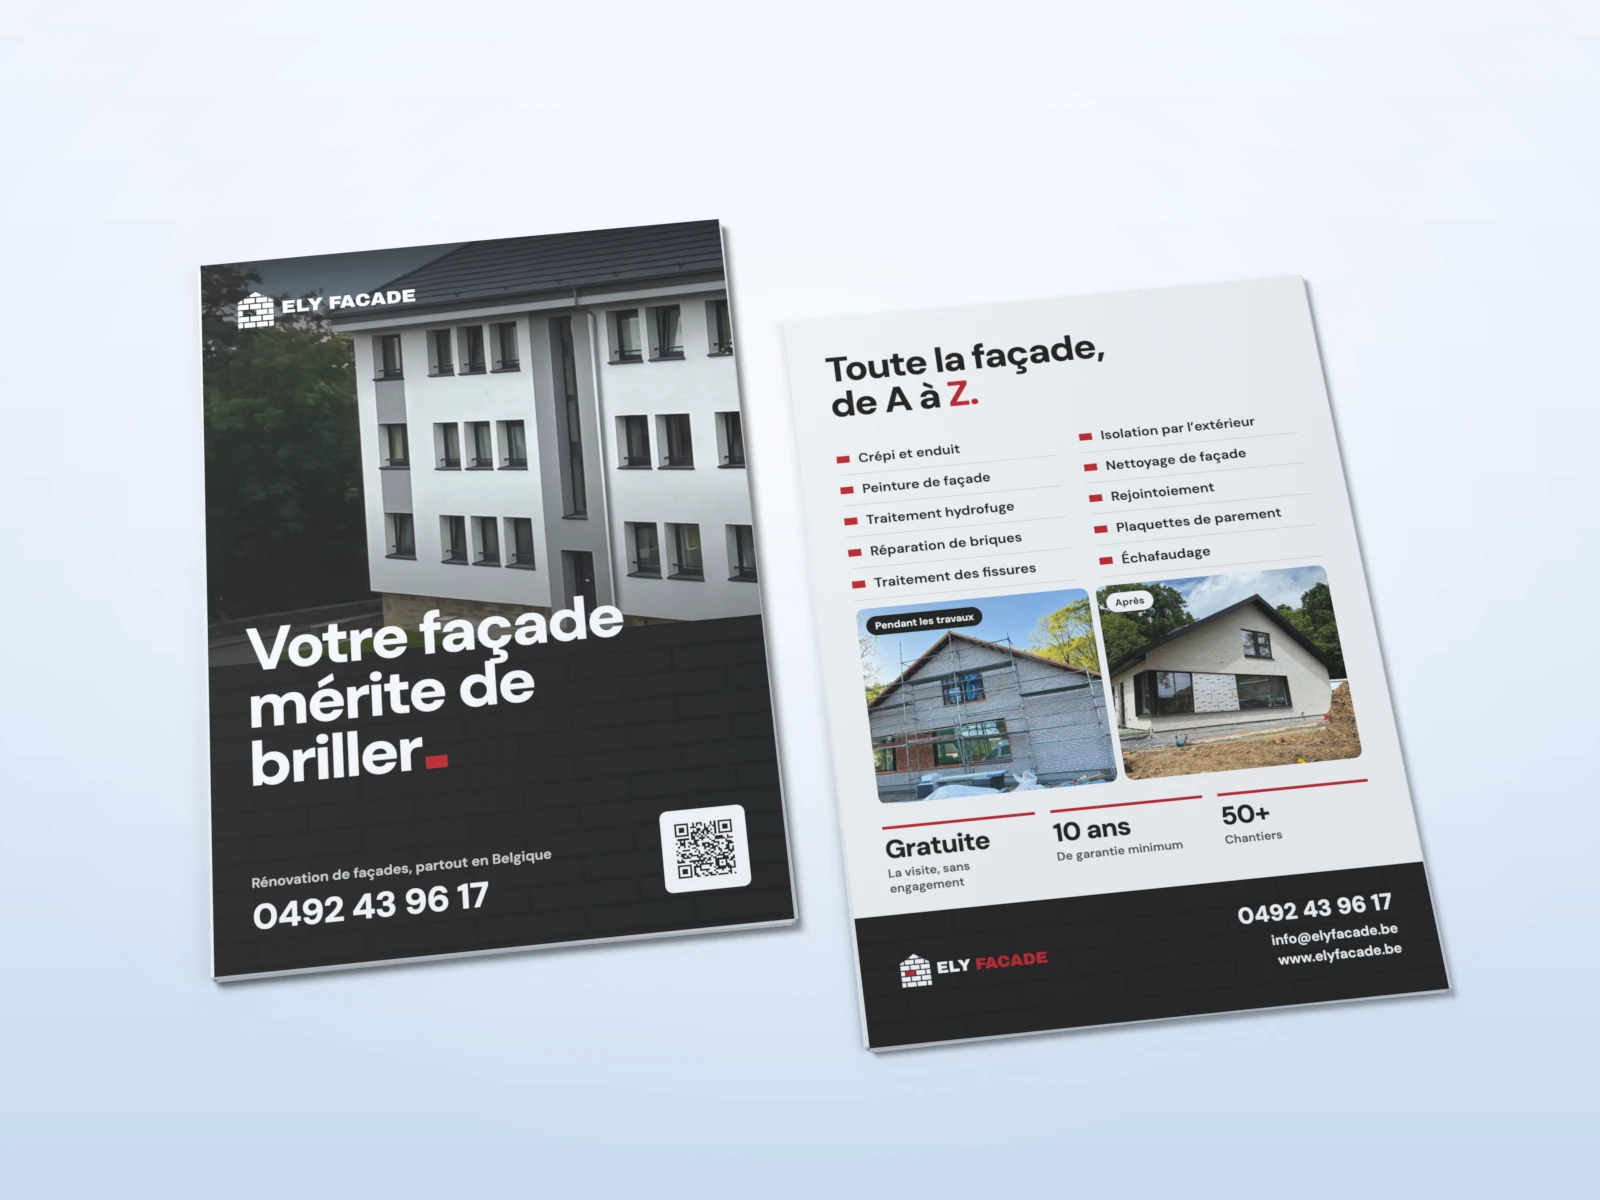 ELY FACADE
Votre façade
mérite de
briller.
Rénovation de façades, partout en Belgique
0492 43 96 17
Toute la façade,
de A à Z.
Crépi et enduit
Peinture de façade
Traitement hydrofuge
Réparation de briques
Traitement des fissures
Isolation par l'extérieur
Nettoyage de façade
Rejointoiement
Plaquettes de parement
Échafaudage
Pendant les travaux
Après
Gratuite
La visite, sans
engagement
10 ans
De garantie minimum
50+
Chantiers
ELY FACADE
0492 43 96 17
info@elyfacade.be
www.elyfacade.be